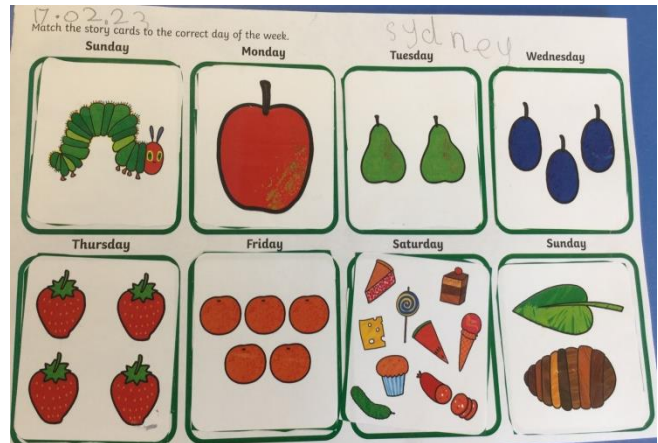 17.02.23
Match the story cards to the correct day of the week.
sydney
Sunday Monday Tuesday Wednesday
Thursday Friday Saturday Sunday